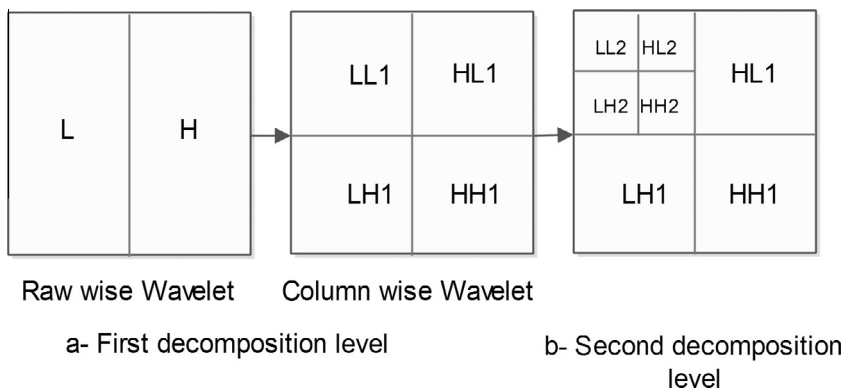 L H
LL1 HL1
LH1 HH1
LL2 HL2
LH2 HH2
HL1
LH1 HH1
Raw wise Wavelet
Column wise Wavelet
a- First decomposition level
b- Second decomposition
level